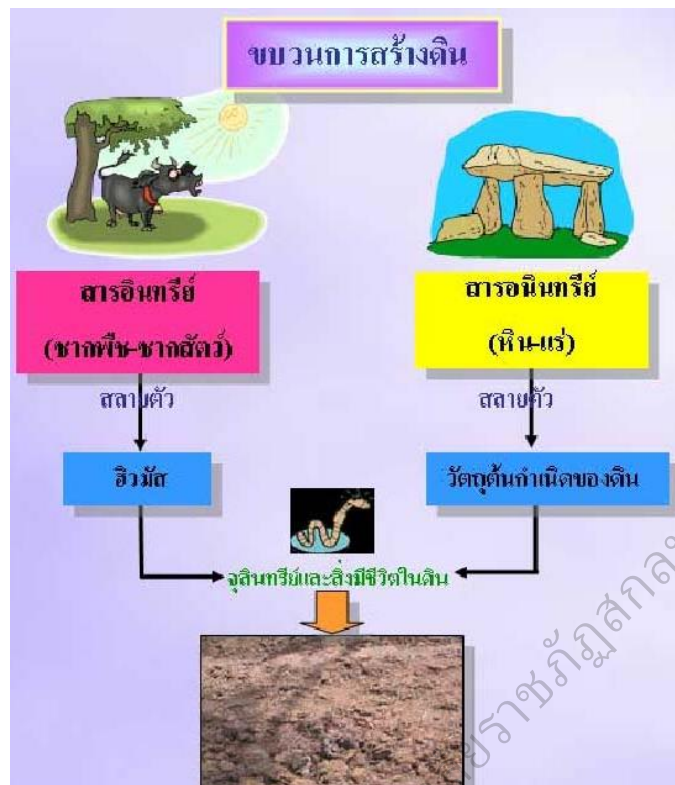 ขบวนการสร้างดิน
สารอินทรีย์
(ซากพืช-ซากสัตว์)
สารอนินทรีย์
(หิน-แร่)
สลายตัว
สลายตัว
ฮิวมัส
วัตถุต้นกำเนิดของดิน
จุลินทรีย์และสิ่งมีชีวิตในดิน